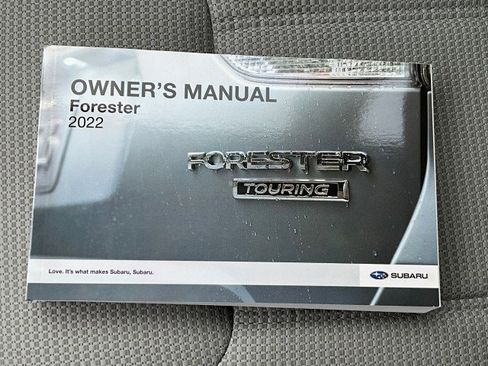 OWNER'S MANUAL
Forester
2022
FORESTER
TOURING
Love. It's what makes Subaru, Subaru.
SUBARU